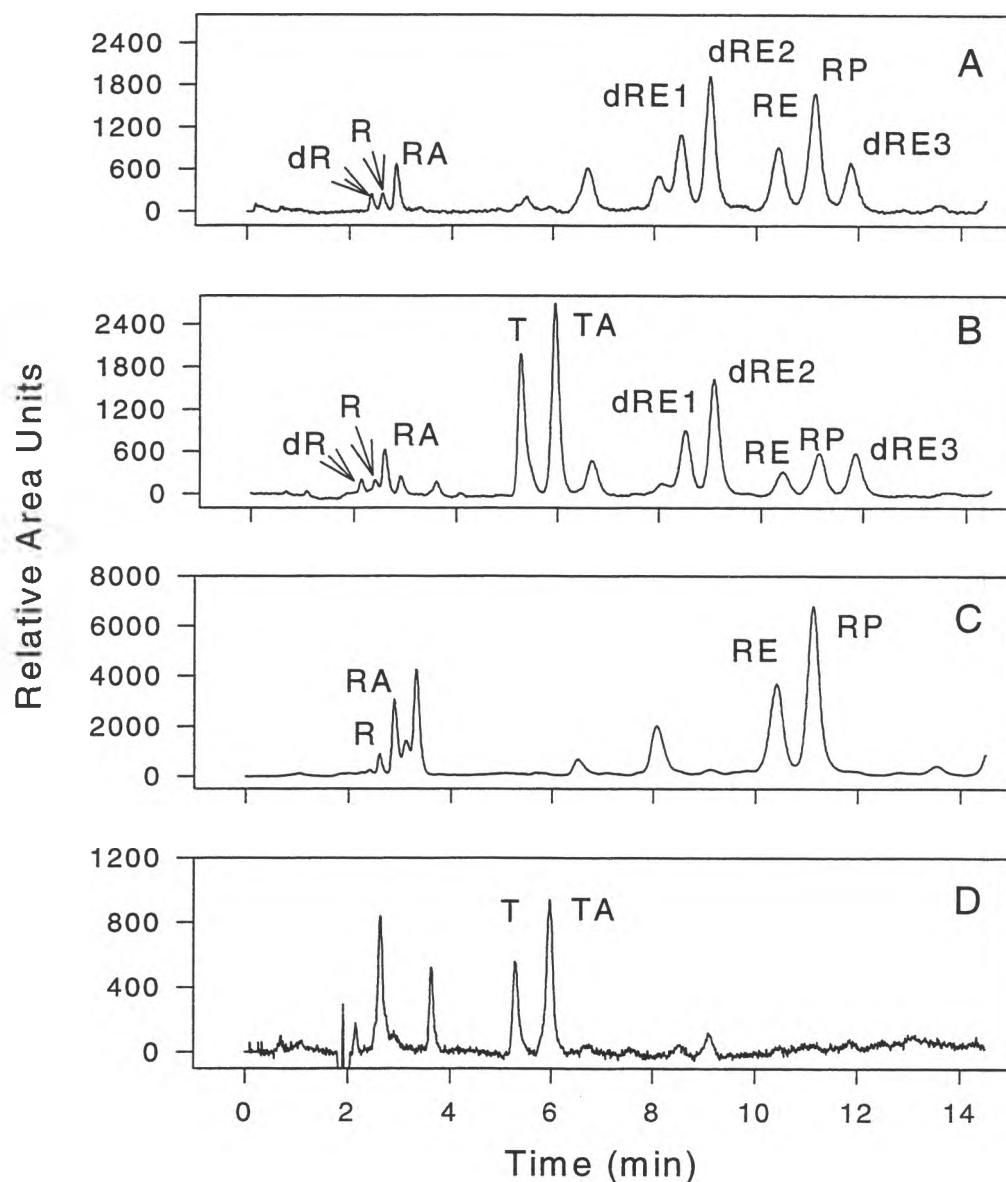 Relative Area Units
2400
1800
1200
600
0
dR
R
RA
dRE1
dRE2
RE
RP
dRE3
A
2400
1800
1200
600
0
dR
R
RA
T
TA
dRE1
dRE2
RE
RP
dRE3
B
8000
6000
4000
2000
0
R
RA
RE
RP
C
1200
800
400
0
T
TA
D
0 2 4 6 8 10 12 14
Time (min)